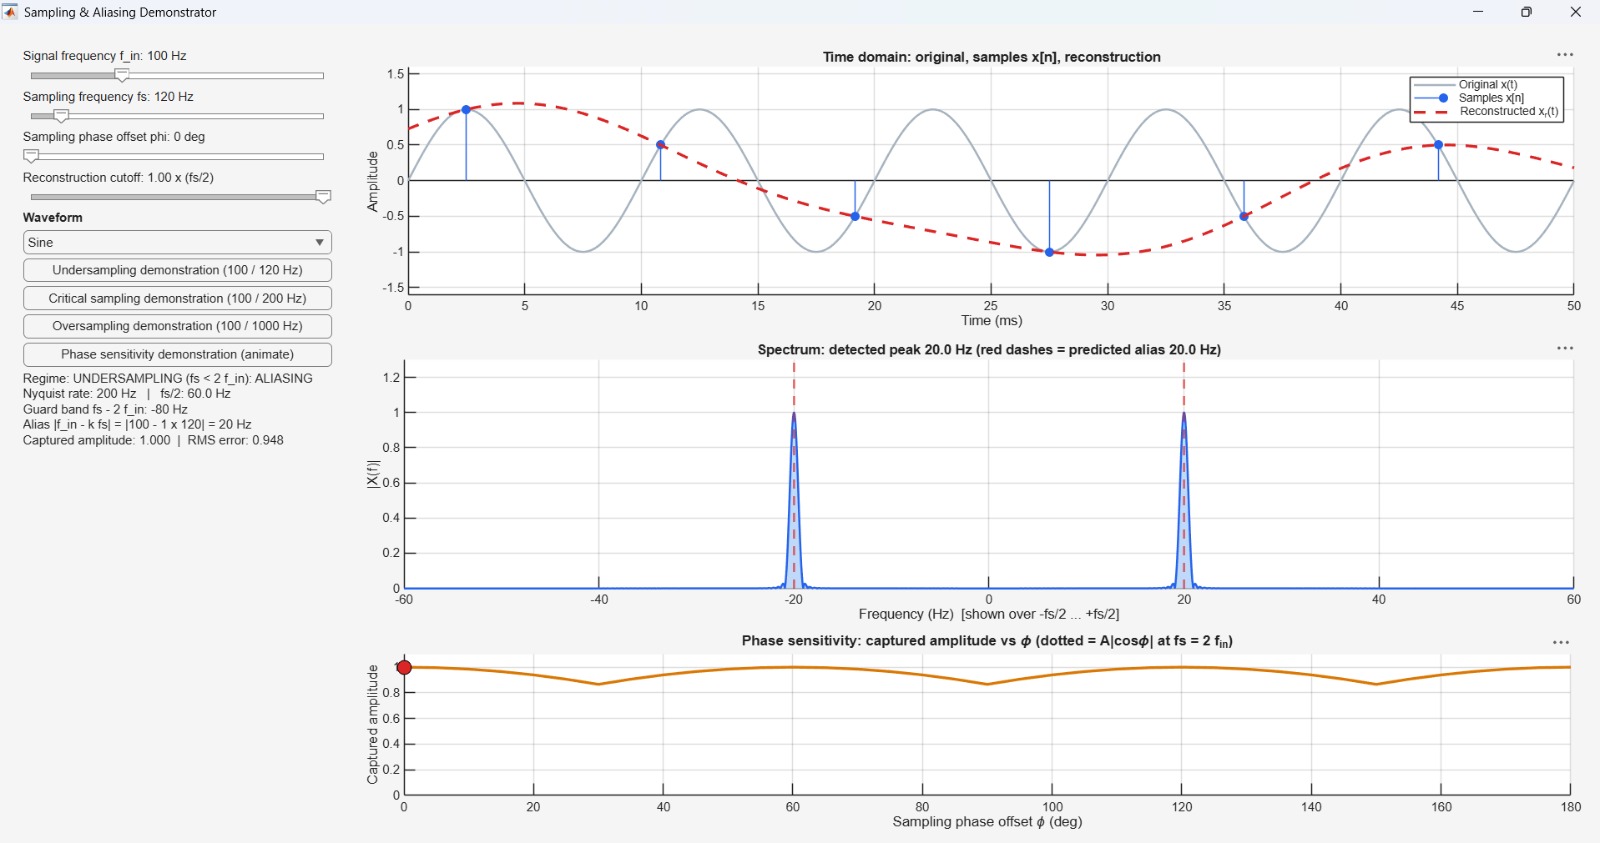 Sampling & Aliasing Demonstrator
Signal frequency f_in: 100 Hz
Sampling frequency fs: 120 Hz
Sampling phase offset phi: 0 deg
Reconstruction cutoff: 1.00 x (fs/2)
Waveform
Sine
Undersampling demonstration (100 / 120 Hz)
Critical sampling demonstration (100 / 200 Hz)
Oversampling demonstration (100 / 1000 Hz)
Phase sensitivity demonstration (animate)
Regime: UNDERSAMPLING (fs < 2 f_in): ALIASING
Nyquist rate: 200 Hz | fs/2: 60.0 Hz
Guard band fs - 2 f_in: -80 Hz
Alias |f_in - k fs| = |100 - 1 x 120| = 20 Hz
Captured amplitude: 1.000 | RMS error: 0.948
Time domain: original, samples x[n], reconstruction
Original x(t)
Samples x[n]
Reconstructed x_r(t)
Amplitude
1.5
1
0.5
0
-0.5
-1
-1.5
0 5 10 15 20 25 30 35 40 45 50
Time (ms)
Spectrum: detected peak 20.0 Hz (red dashes = predicted alias 20.0 Hz)
|X(f)|
1.2
1
0.8
0.6
0.4
0.2
0
-60 -40 -20 0 20 40 60
Frequency (Hz) [shown over -fs/2 ... +fs/2]
Phase sensitivity: captured amplitude vs ϕ (dotted = A|cosϕ| at fs = 2 f_in)
Captured amplitude
1
0.8
0.6
0.4
0.2
0
0 20 40 60 80 100 120 140 160 180
Sampling phase offset ϕ (deg)